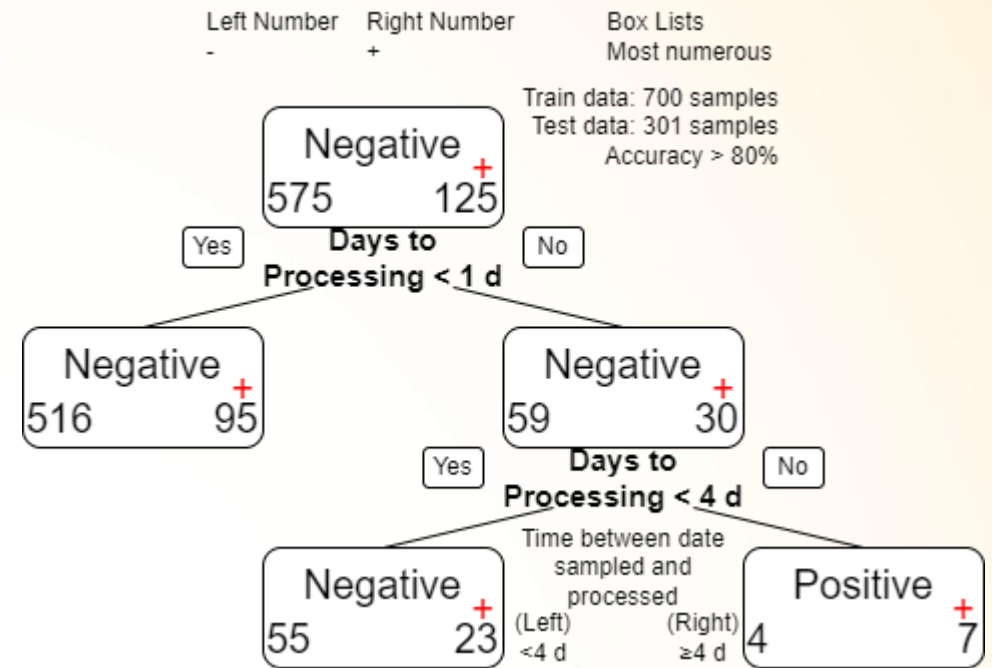 Left Number Right Number Box Lists
- + Most numerous
Train data: 700 samples
Test data: 301 samples
Accuracy > 80%
Negative
+
575 125
Days to
Processing < 1 d
Yes No
Negative
+
516 95
Negative
+
59 30
Days to
Processing < 4 d
Yes No
Time between date
sampled and
processed
(Left) (Right)
<4 d ≥4 d
Negative
+
55 23
Positive
+
4 7